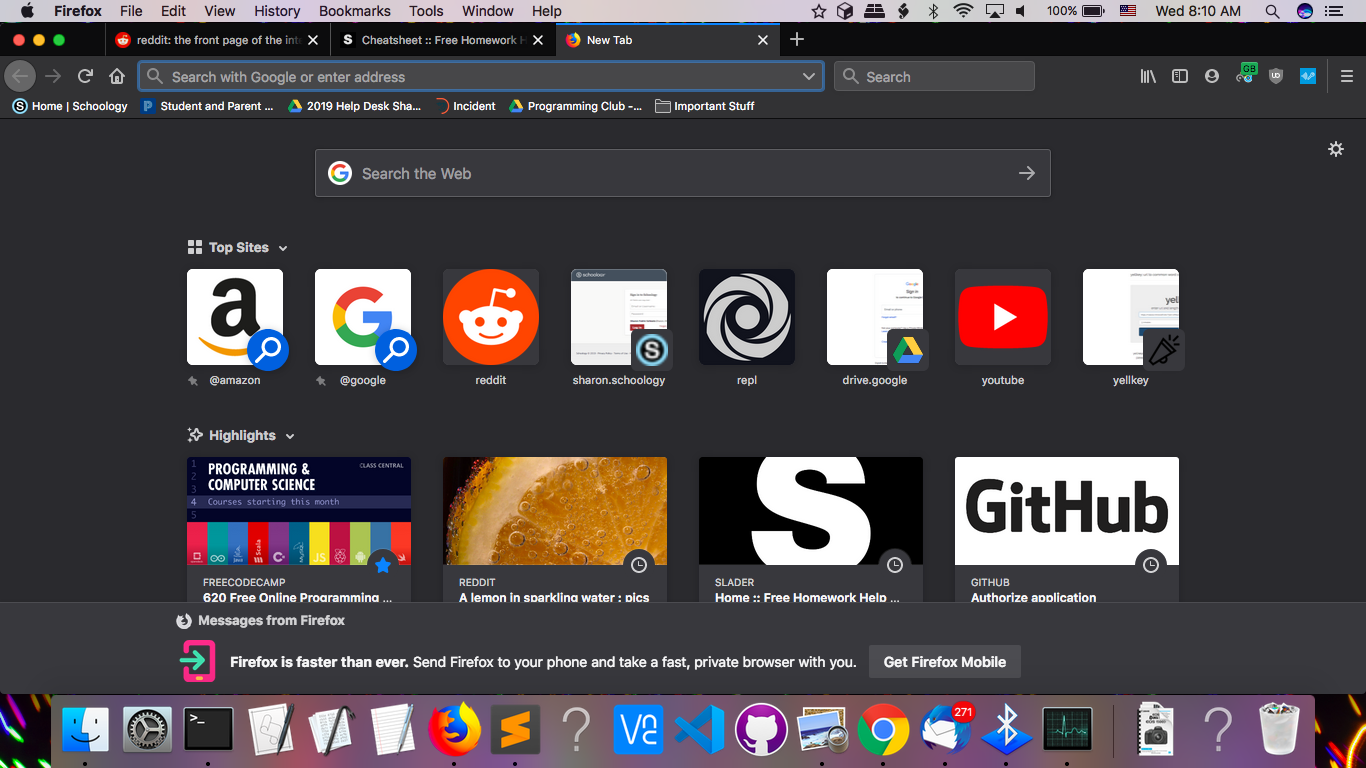 Firefox File Edit View History Bookmarks Tools Window Help 100% Wed 8:10 AM
reddit: the front page of the inte
Cheatsheet :: Free Homework H
New Tab
Search with Google or enter address
Search
GB
Home | Schoology
Student and Parent ...
2019 Help Desk Sha...
Incident
Programming Club -...
Important Stuff
Search the Web
Top Sites
@amazon
@google
reddit
sharon.schoology
repl
drive.google
youtube
yellkey
Highlights
PROGRAMMING &
COMPUTER SCIENCE
CLASS CENTRAL
Courses starting this month
FREECODECAMP
620 Free Online Programming ...
REDDIT
A lemon in sparkling water : pics
S
SLADER
Home :: Free Homework Help ...
GitHub
GITHUB
Authorize application
Messages from Firefox
Firefox is faster than ever. Send Firefox to your phone and take a fast, private browser with you.
Get Firefox Mobile
271